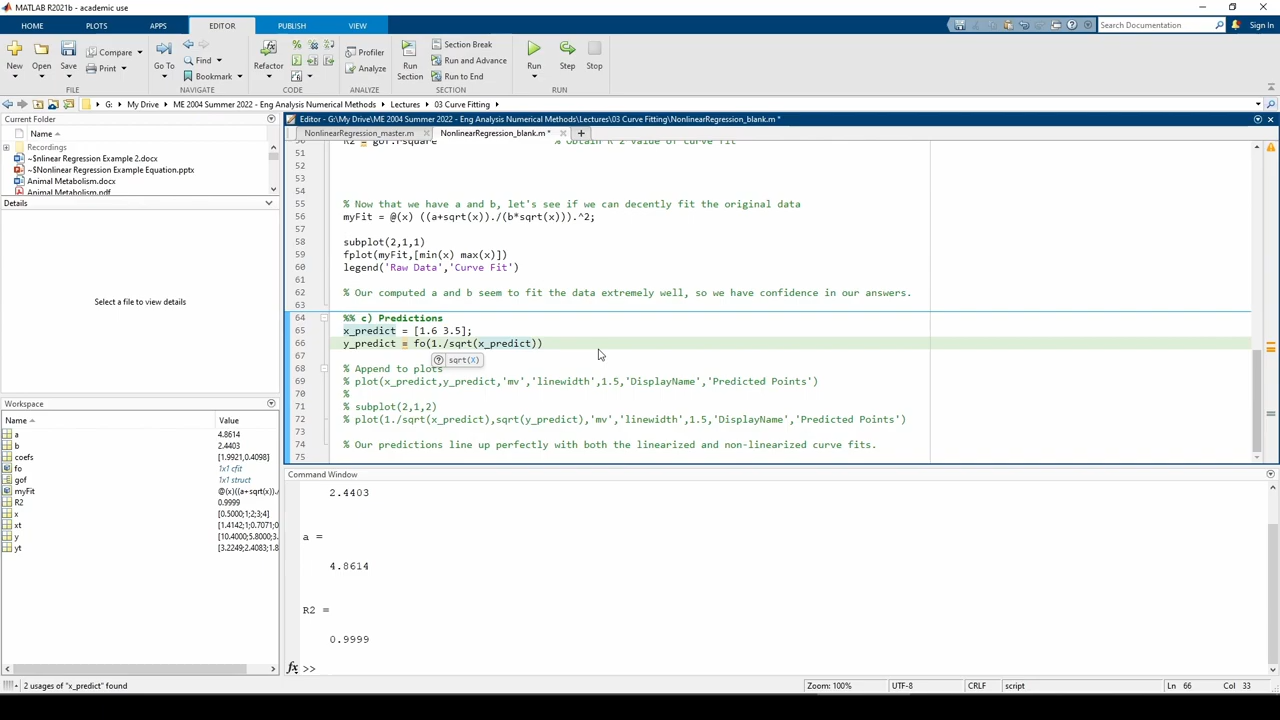 MATLAB R2021b - academic use
HOME PLOTS APPS EDITOR PUBLISH VIEW Search Documentation Sign In
New Open Save Compare Print Go To Find Bookmark Refactor Profiler Analyze Run Section Section Break Run and Advance Run to End Run Step Stop
FILE NAVIGATE CODE ANALYZE SECTION RUN
G: My Drive ME 2004 Summer 2022 - Eng Analysis Numerical Methods Lectures 03 Curve Fitting
Current Folder
Name
Recordings
~$nlinear Regression Example 2.docx
~$Nonlinear Regression Example Equation.pptx
Animal Metabolism.docx
Animal Metabolism.pdf
Details
Select a file to view details
Workspace
Name Value
a 4.8614
b 2.4403
coefs [1.9921,0.4098]
fo 1x1 cfit
gof 1x1 struct
myFit @(x)((a+sqrt(x))./
R2 0.9999
x [0.5000;1;2;3;4]
xt [1.4142;1;0.7071;0
y [10.4000;5.8000;3.
yt [3.2249;2.4083;1.8
Editor - G:\My Drive\ME 2004 Summer 2022 - Eng Analysis Numerical Methods\Lectures\03 Curve Fitting\NonlinearRegression_blank.m *
NonlinearRegression_master.m NonlinearRegression_blank.m *
50 R2 = gof.rsquare % Obtain R^2 value of curve fit
51
52
53
54
55 % Now that we have a and b, let's see if we can decently fit the original data
56 myFit = @(x) ((a+sqrt(x))./(b*sqrt(x))).^2;
57
58 subplot(2,1,1)
59 fplot(myFit,[min(x) max(x)])
60 legend('Raw Data','Curve Fit')
61
62 % Our computed a and b seem to fit the data extremely well, so we have confidence in our answers.
63
64 %% c) Predictions
65 x_predict = [1.6 3.5];
66 y_predict = fo(1./sqrt(x_predict))
67 sqrt(X)
68 % Append to plots
69 % plot(x_predict,y_predict,'mv','linewidth',1.5,'DisplayName','Predicted Points')
70 %
71 % subplot(2,1,2)
72 % plot(1./sqrt(x_predict),sqrt(y_predict),'mv','linewidth',1.5,'DisplayName','Predicted Points')
73
74 % Our predictions line up perfectly with both the linearized and non-linearized curve fits.
75
Command Window
2.4403
a =
4.8614
R2 =
0.9999
fx >>
2 usages of "x_predict" found Zoom: 100% UTF-8 CRLF script Ln 66 Col 33